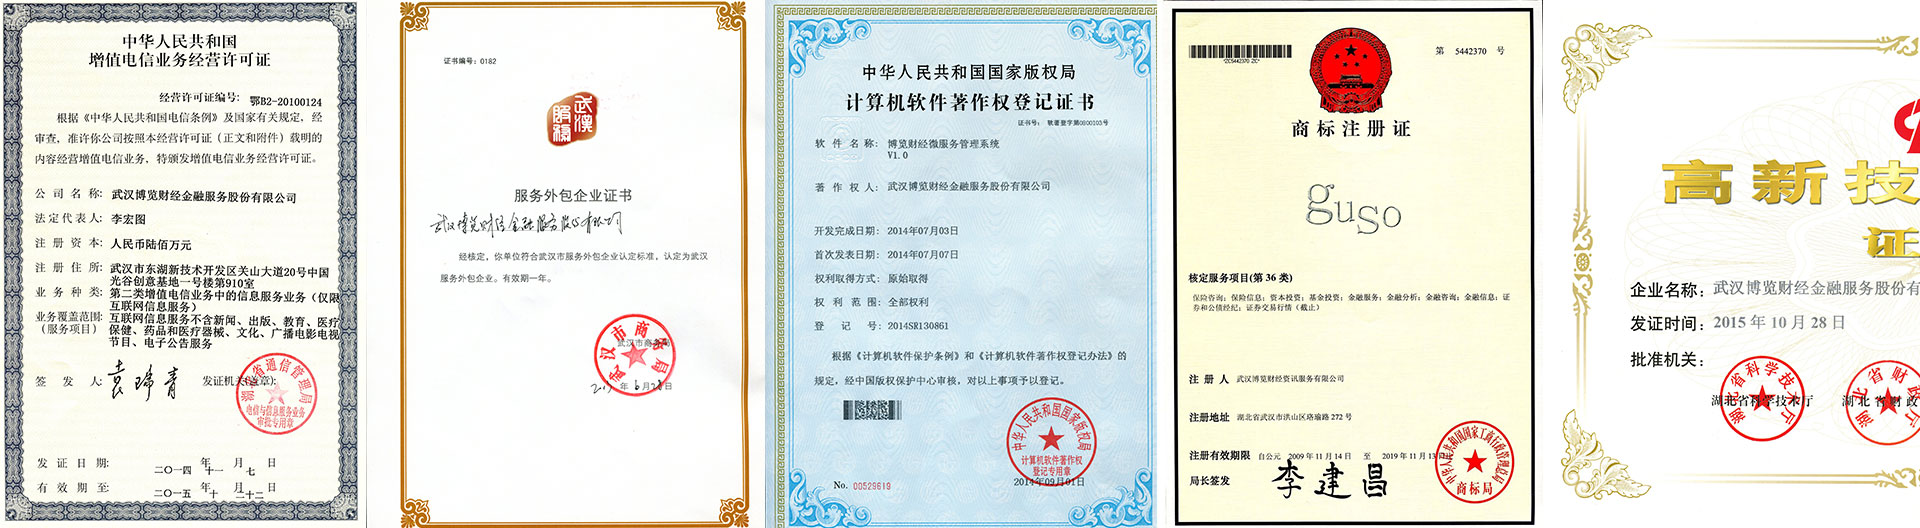 中华人民共和国
增值电信业务经营许可证
经营许可证编号: 鄂B2-20100124
根据《中华人民共和国电信条例》及国家有关规定，经
审查，准许你公司按照本经营许可证（正文和附件）载明的
内容经营增值电信业务，特颁发增值电信业务经营许可证。
公司名称: 武汉博览财经金融服务股份有限公司
法定代表人: 李宏图
注册资本: 人民币陆佰万元
注册住所: 武汉市东湖新技术开发区关山大道20号中国
光谷创意基地一号楼第910室
业务种类: 第二类增值电信业务中的信息服务业务（仅限
互联网信息服务）
业务覆盖范围: 互联网信息服务不含新闻、出版、教育、医疗
（服务项目） 保健、药品和医疗器械、文化、广播电影电视
节目、电子公告服务
签发人: 发证机关(盖章):
湖北省通信管理局
电信与信息服务业务
审批专用章
发证日期: 二〇一四年十一月七日
有效期至: 二〇一五年十月二十二日
证书编号: 0182
武汉
服务外包企业证书
武汉博览财经金融服务股份有限公司
经核定，你单位符合武汉市服务外包企业认定标准，认定为武汉
服务外包企业。有效期一年。
武汉市商务局
武汉市商务局
年6月23日
中华人民共和国国家版权局
计算机软件著作权登记证书
证书号: 软著登字第0800105号
软件名称: 博览财经微服务管理系统
V1.0
著作权人: 武汉博览财经金融服务股份有限公司
开发完成日期: 2014年07月03日
首次发表日期: 2014年07月07日
权利取得方式: 原始取得
权利范围: 全部权利
登记号: 2014SR130861
根据《计算机软件保护条例》和《计算机软件著作权登记办法》的
规定，经中国版权保护中心审核，对以上事项予以登记。
中华人民共和国国家版权局
计算机软件著作权
登记专用章
No. 00529619
2014年09月01日
*ZC5442370 ZC*
第 5442370 号
商标注册证
guso
核定服务项目(第 36 类)
保险咨询; 保险信息; 资本投资; 基金投资; 金融服务; 金融分析; 金融咨询; 金融信息; 证
券和公债经纪; 证券交易行情 (截止)
注册人 武汉博览财经资讯服务有限公司
注册地址 湖北省武汉市洪山区珞瑜路 272 号
注册有效期限 自公元 2009 年 11 月 14 日 至 2019 年 11 月 13 日
局长签发 李建昌
中华人民共和国国家工商行政管理总局
商标局
高新技
证
企业名称: 武汉博览财经金融服务股份有
发证时间: 2015 年 10 月 28 日
批准机关:
湖北省科学技术厅
湖北省科学技术厅
湖北省财政厅
湖北省财政